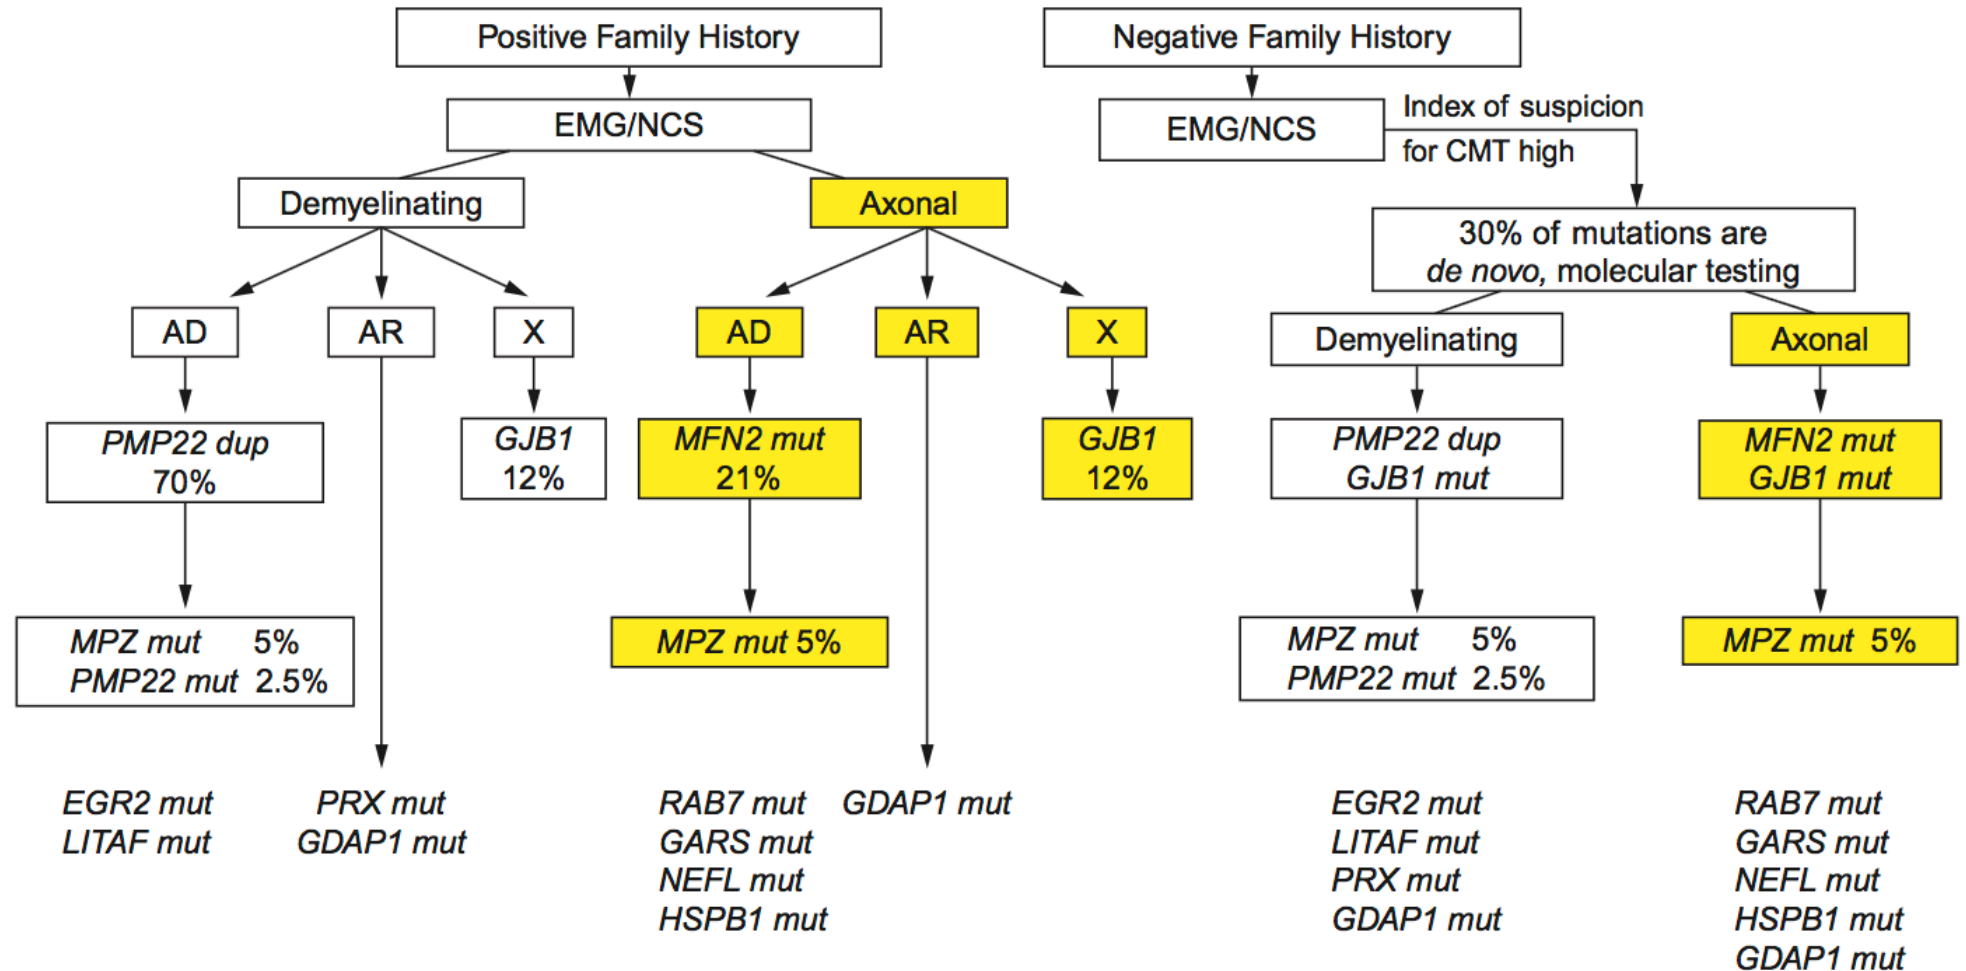 Positive Family History
EMG/NCS
Demyelinating
Axonal
AD
AR
X
AD
AR
X
PMP22 dup
70%
GJB1
12%
MFN2 mut
21%
GJB1
12%
MPZ mut 5%
PMP22 mut 2.5%
MPZ mut 5%
EGR2 mut
LITAF mut
PRX mut
GDAP1 mut
RAB7 mut
GARS mut
NEFL mut
HSPB1 mut
GDAP1 mut
Negative Family History
EMG/NCS
Index of suspicion
for CMT high
30% of mutations are
de novo, molecular testing
Demyelinating
Axonal
PMP22 dup
GJB1 mut
MFN2 mut
GJB1 mut
MPZ mut 5%
PMP22 mut 2.5%
MPZ mut 5%
EGR2 mut
LITAF mut
PRX mut
GDAP1 mut
RAB7 mut
GARS mut
NEFL mut
HSPB1 mut
GDAP1 mut